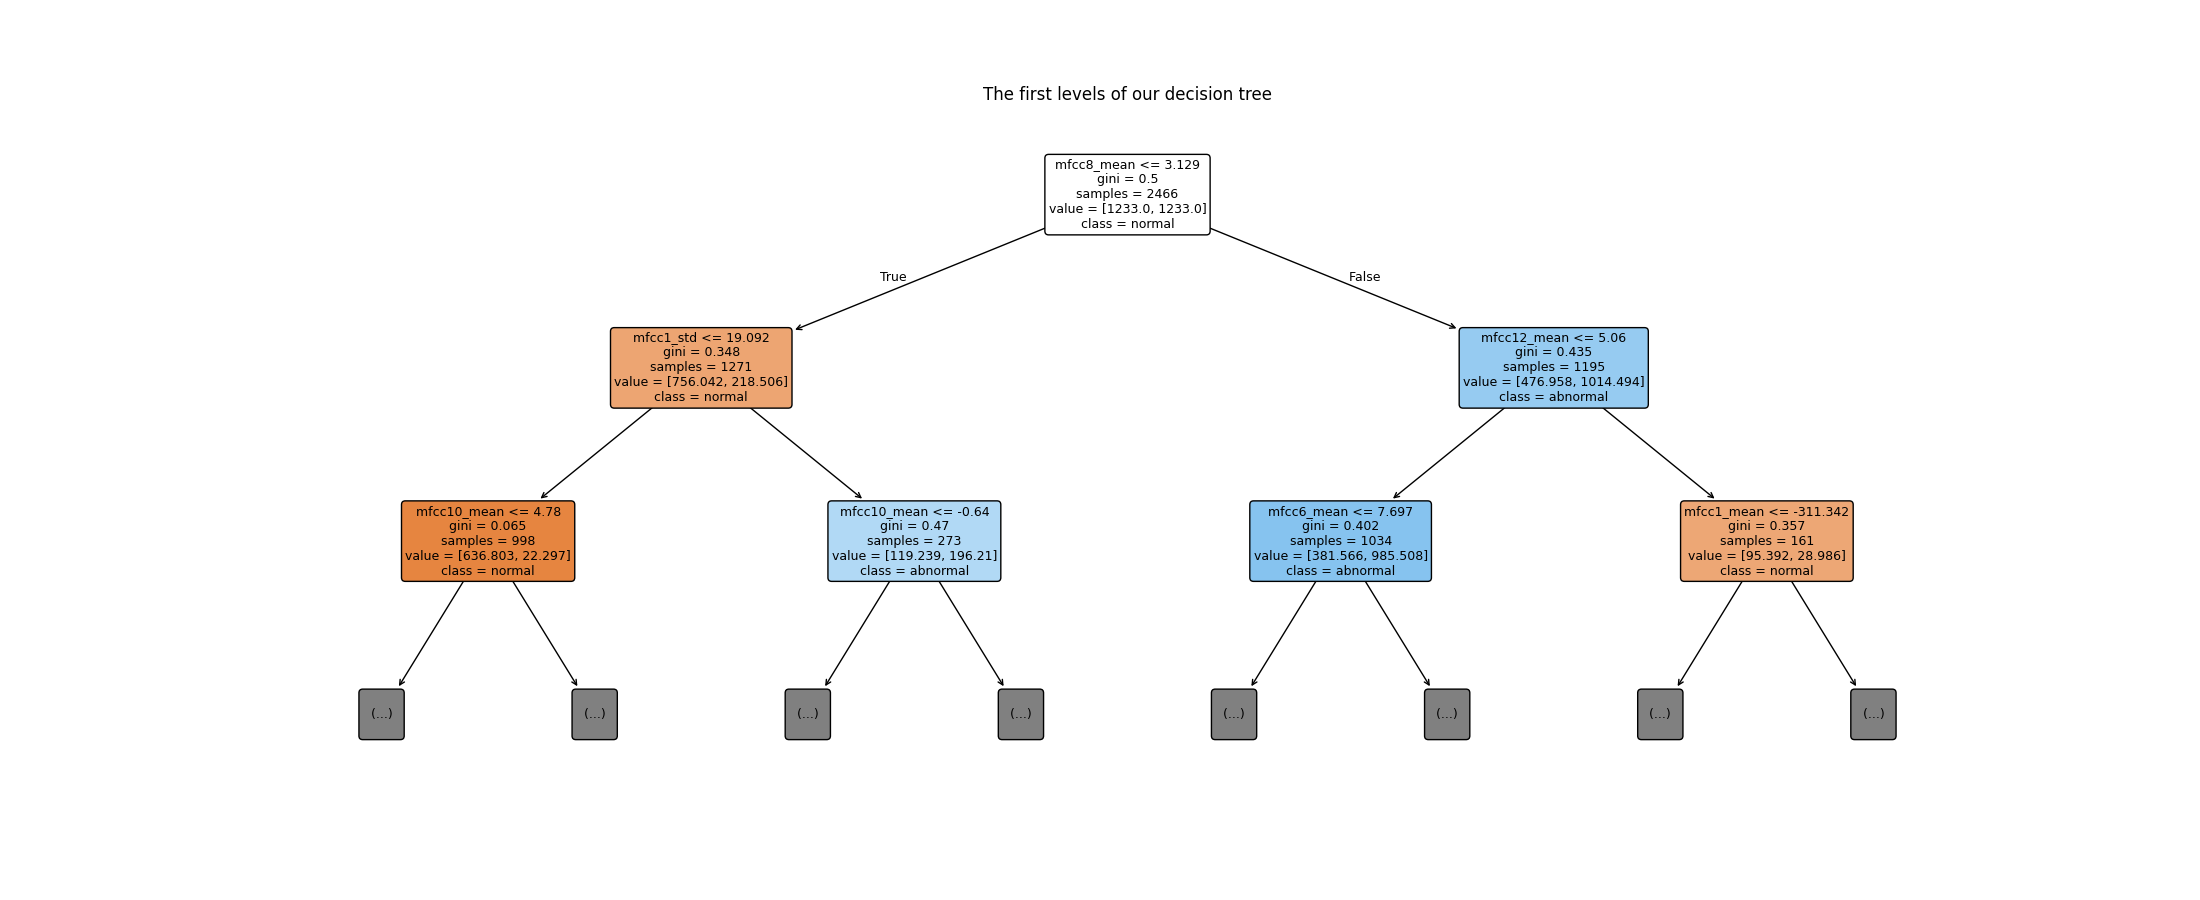 The first levels of our decision tree
mfcc8_mean <= 3.129
gini = 0.5
samples = 2466
value = [1233.0, 1233.0]
class = normal
True
False
mfcc1_std <= 19.092
gini = 0.348
samples = 1271
value = [756.042, 218.506]
class = normal
mfcc12_mean <= 5.06
gini = 0.435
samples = 1195
value = [476.958, 1014.494]
class = abnormal
mfcc10_mean <= 4.78
gini = 0.065
samples = 998
value = [636.803, 22.297]
class = normal
mfcc10_mean <= -0.64
gini = 0.47
samples = 273
value = [119.239, 196.21]
class = abnormal
mfcc6_mean <= 7.697
gini = 0.402
samples = 1034
value = [381.566, 985.508]
class = abnormal
mfcc1_mean <= -311.342
gini = 0.357
samples = 161
value = [95.392, 28.986]
class = normal
(...)
(...)
(...)
(...)
(...)
(...)
(...)
(...)